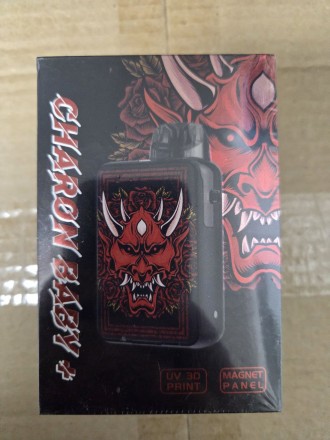 CHARON BABY +
UV 3D
PRINT
MAGNET
PANEL